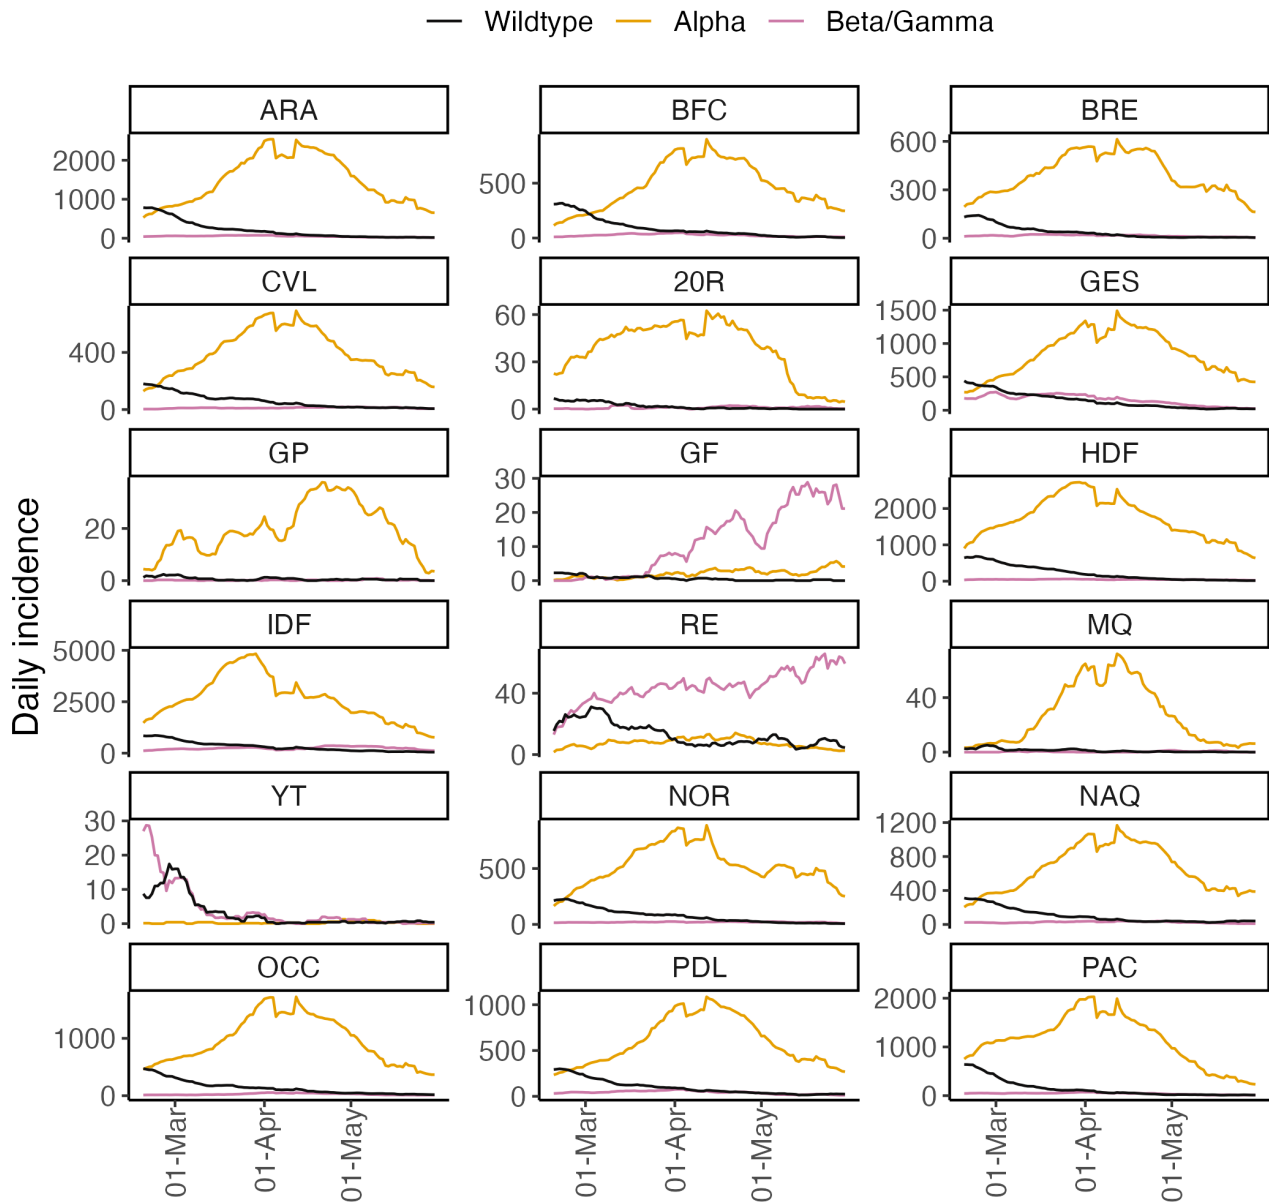 Wildtype Alpha Beta/Gamma
Daily incidence
ARA BFC BRE
2000 1000 0
500 0
600 300 0
CVL 20R GES
400 0
60 30 0
1500 1000 500 0
GP GF HDF
20 0
30 20 10 0
2000 1000 0
IDF RE MQ
5000 2500 0
40 0
40 0
YT NOR NAQ
30 20 10 0
500 0
1200 800 400 0
OCC PDL PAC
1000 0
1000 500 0
2000 1000 0
01-Mar 01-Apr 01-May
01-Mar 01-Apr 01-May
01-Mar 01-Apr 01-May